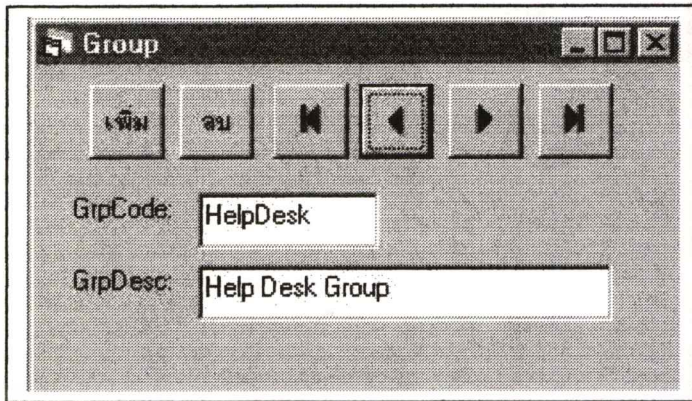 Group
เพิ่ม ลบ
GrpCode: HelpDesk
GrpDesc: Help Desk Group